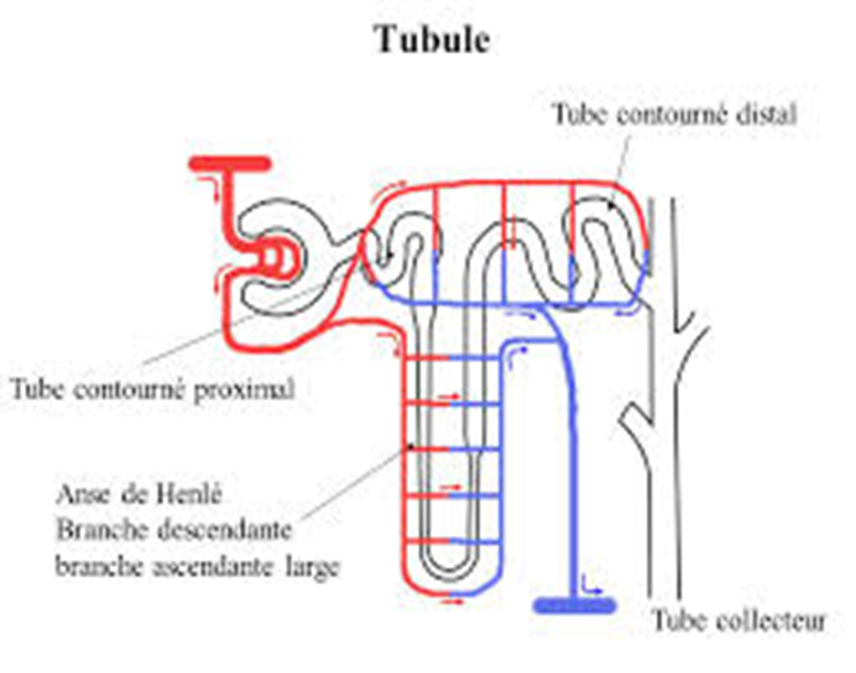 Tubule
Tube contourné distal
Tube contourné proximal
Anse de Henlé
Branche descendante
branche ascendante large
Tube collecteur